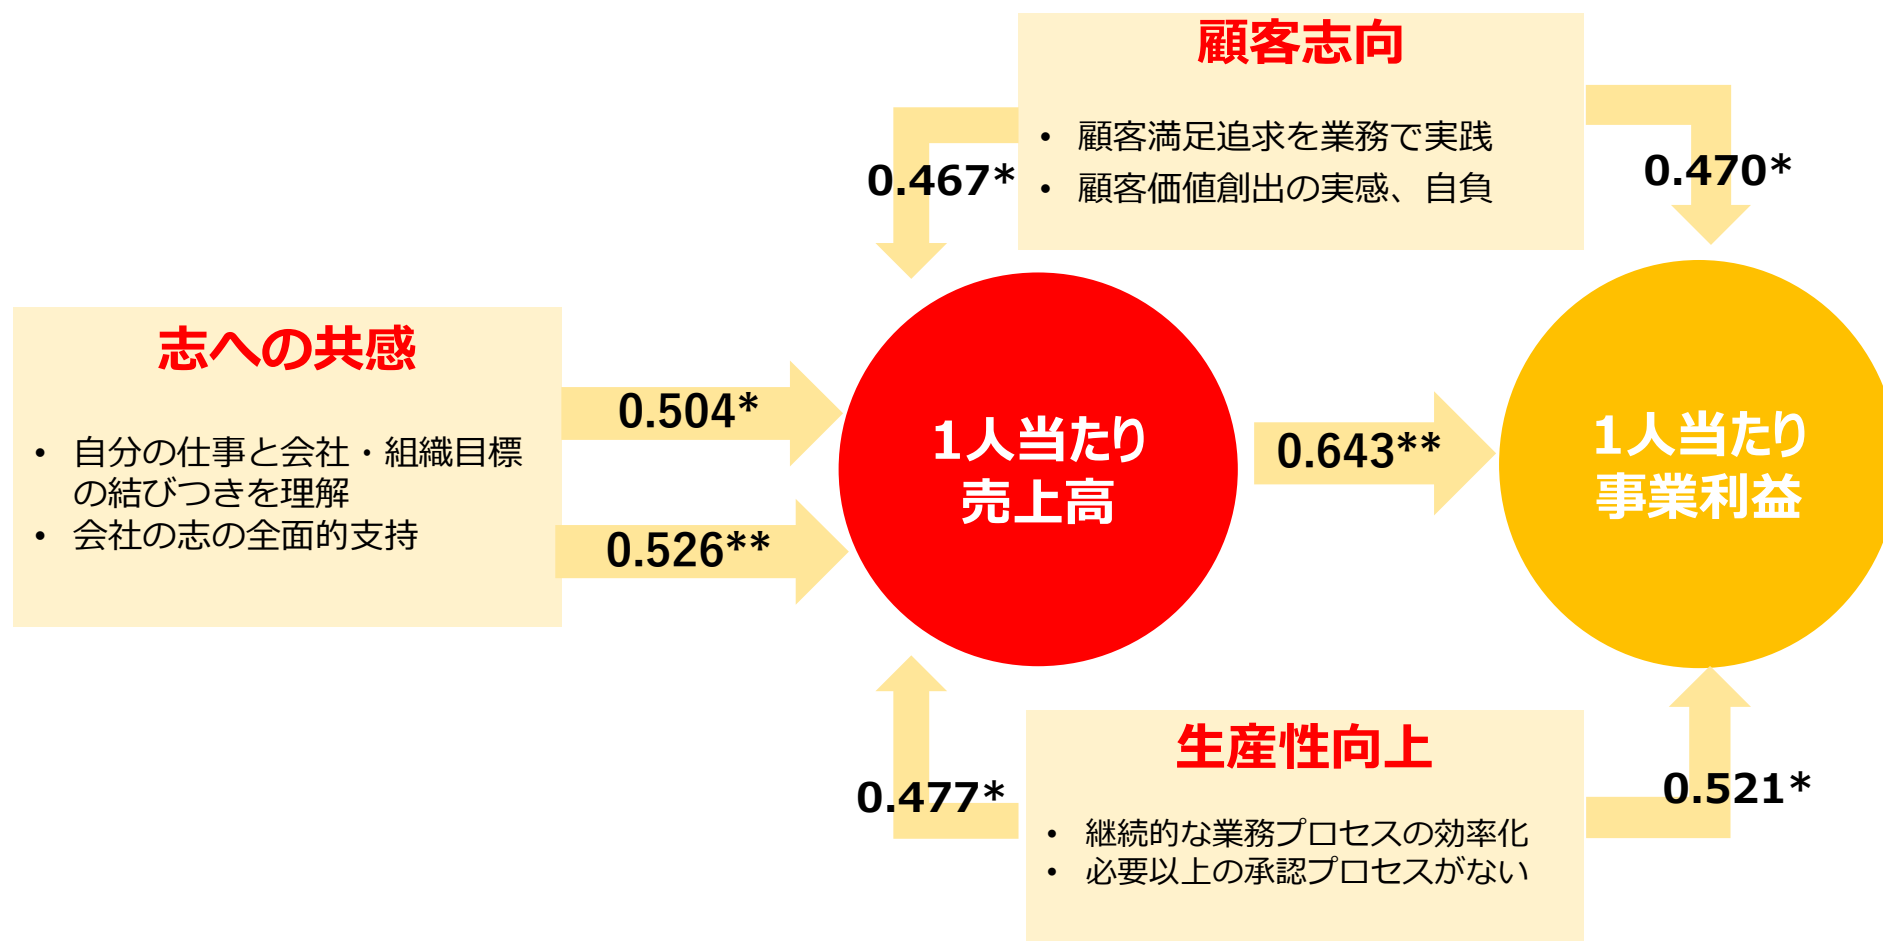 顧客志向
• 顧客満足追求を業務で実践
• 顧客価値創出の実感、自負
0.467*
0.470*
志への共感
• 自分の仕事と会社・組織目標
の結びつきを理解
• 会社の志の全面的支持
0.504*
0.526**
1人当たり
売上高
0.643**
1人当たり
事業利益
生産性向上
• 継続的な業務プロセスの効率化
• 必要以上の承認プロセスがない
0.477*
0.521*